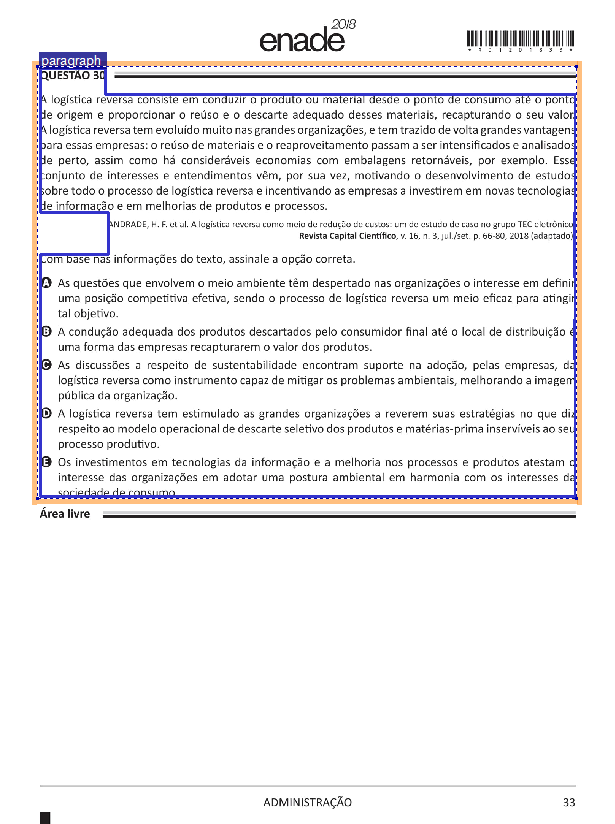 enade 2018
paragraph
QUESTÃO 30
A logística reversa consiste em conduzir o produto ou material desde o ponto de consumo até o ponto
de origem e proporcionar o reúso e o descarte adequado desses materiais, recapturando o seu valor.
A logística reversa tem evoluído muito nas grandes organizações, e tem trazido de volta grandes vantagens
para essas empresas: o reúso de materiais e o reaproveitamento passam a ser intensificados e analisados
de perto, assim como há consideráveis economias com embalagens retornáveis, por exemplo. Esse
conjunto de interesses e entendimentos vêm, por sua vez, motivando o desenvolvimento de estudos
sobre todo o processo de logística reversa e incentivando as empresas a investirem em novas tecnologias
de informação e em melhorias de produtos e processos.
ANDRADE, H. F. et al. A logística reversa como meio de redução de custos: um de estudo de caso no grupo TEC eletrônico.
Revista Capital Científico, v. 16, n. 3, jul./set. p. 66-80, 2018 (adaptado).
Com base nas informações do texto, assinale a opção correta.
A As questões que envolvem o meio ambiente têm despertado nas organizações o interesse em definir
uma posição competitiva efetiva, sendo o processo de logística reversa um meio eficaz para atingir
tal objetivo.
B A condução adequada dos produtos descartados pelo consumidor final até o local de distribuição é
uma forma das empresas recapturarem o valor dos produtos.
C As discussões a respeito de sustentabilidade encontram suporte na adoção, pelas empresas, da
logística reversa como instrumento capaz de mitigar os problemas ambientais, melhorando a imagem
pública da organização.
D A logística reversa tem estimulado as grandes organizações a reverem suas estratégias no que diz
respeito ao modelo operacional de descarte seletivo dos produtos e matérias-prima inservíveis ao seu
processo produtivo.
E Os investimentos em tecnologias da informação e a melhoria nos processos e produtos atestam o
interesse das organizações em adotar uma postura ambiental em harmonia com os interesses da
sociedade de consumo.
Área livre
ADMINISTRAÇÃO
33